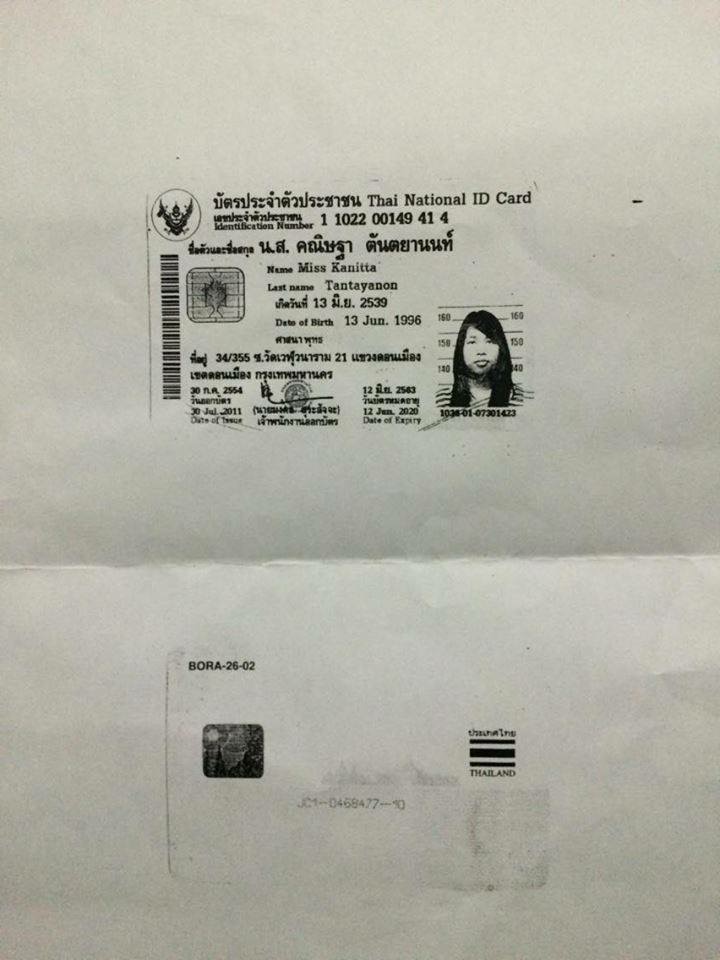 บัตรประจำตัวประชาชน Thai National ID Card
เลขประจำตัวประชาชน
Identification Number 1 1022 00149 41 4
ชื่อตัวและชื่อสกุล น.ส. คณิษฐา ตันตยานนท์
Name Miss Kanitta
Last name Tantayanon
เกิดวันที่ 13 มิ.ย. 2539
Date of Birth 13 Jun. 1996
ศาสนา พุทธ
ที่อยู่ 34/355 ซ.วัดเวฬุวนาราม 21 แขวงดอนเมือง
เขตดอนเมือง กรุงเทพมหานคร
30 ก.ค. 2554
วันออกบัตร
30 Jul. 2011
Date of Issue
เจ้าพนักงานออกบัตร
12 มิ.ย. 2563
วันบัตรหมดอายุ
12 Jun. 2020
Date of Expiry
160 160
150 150
140 140
1036-01-07301423
BORA-26-02
ประเทศไทย
THAILAND
JC1-0468477-10